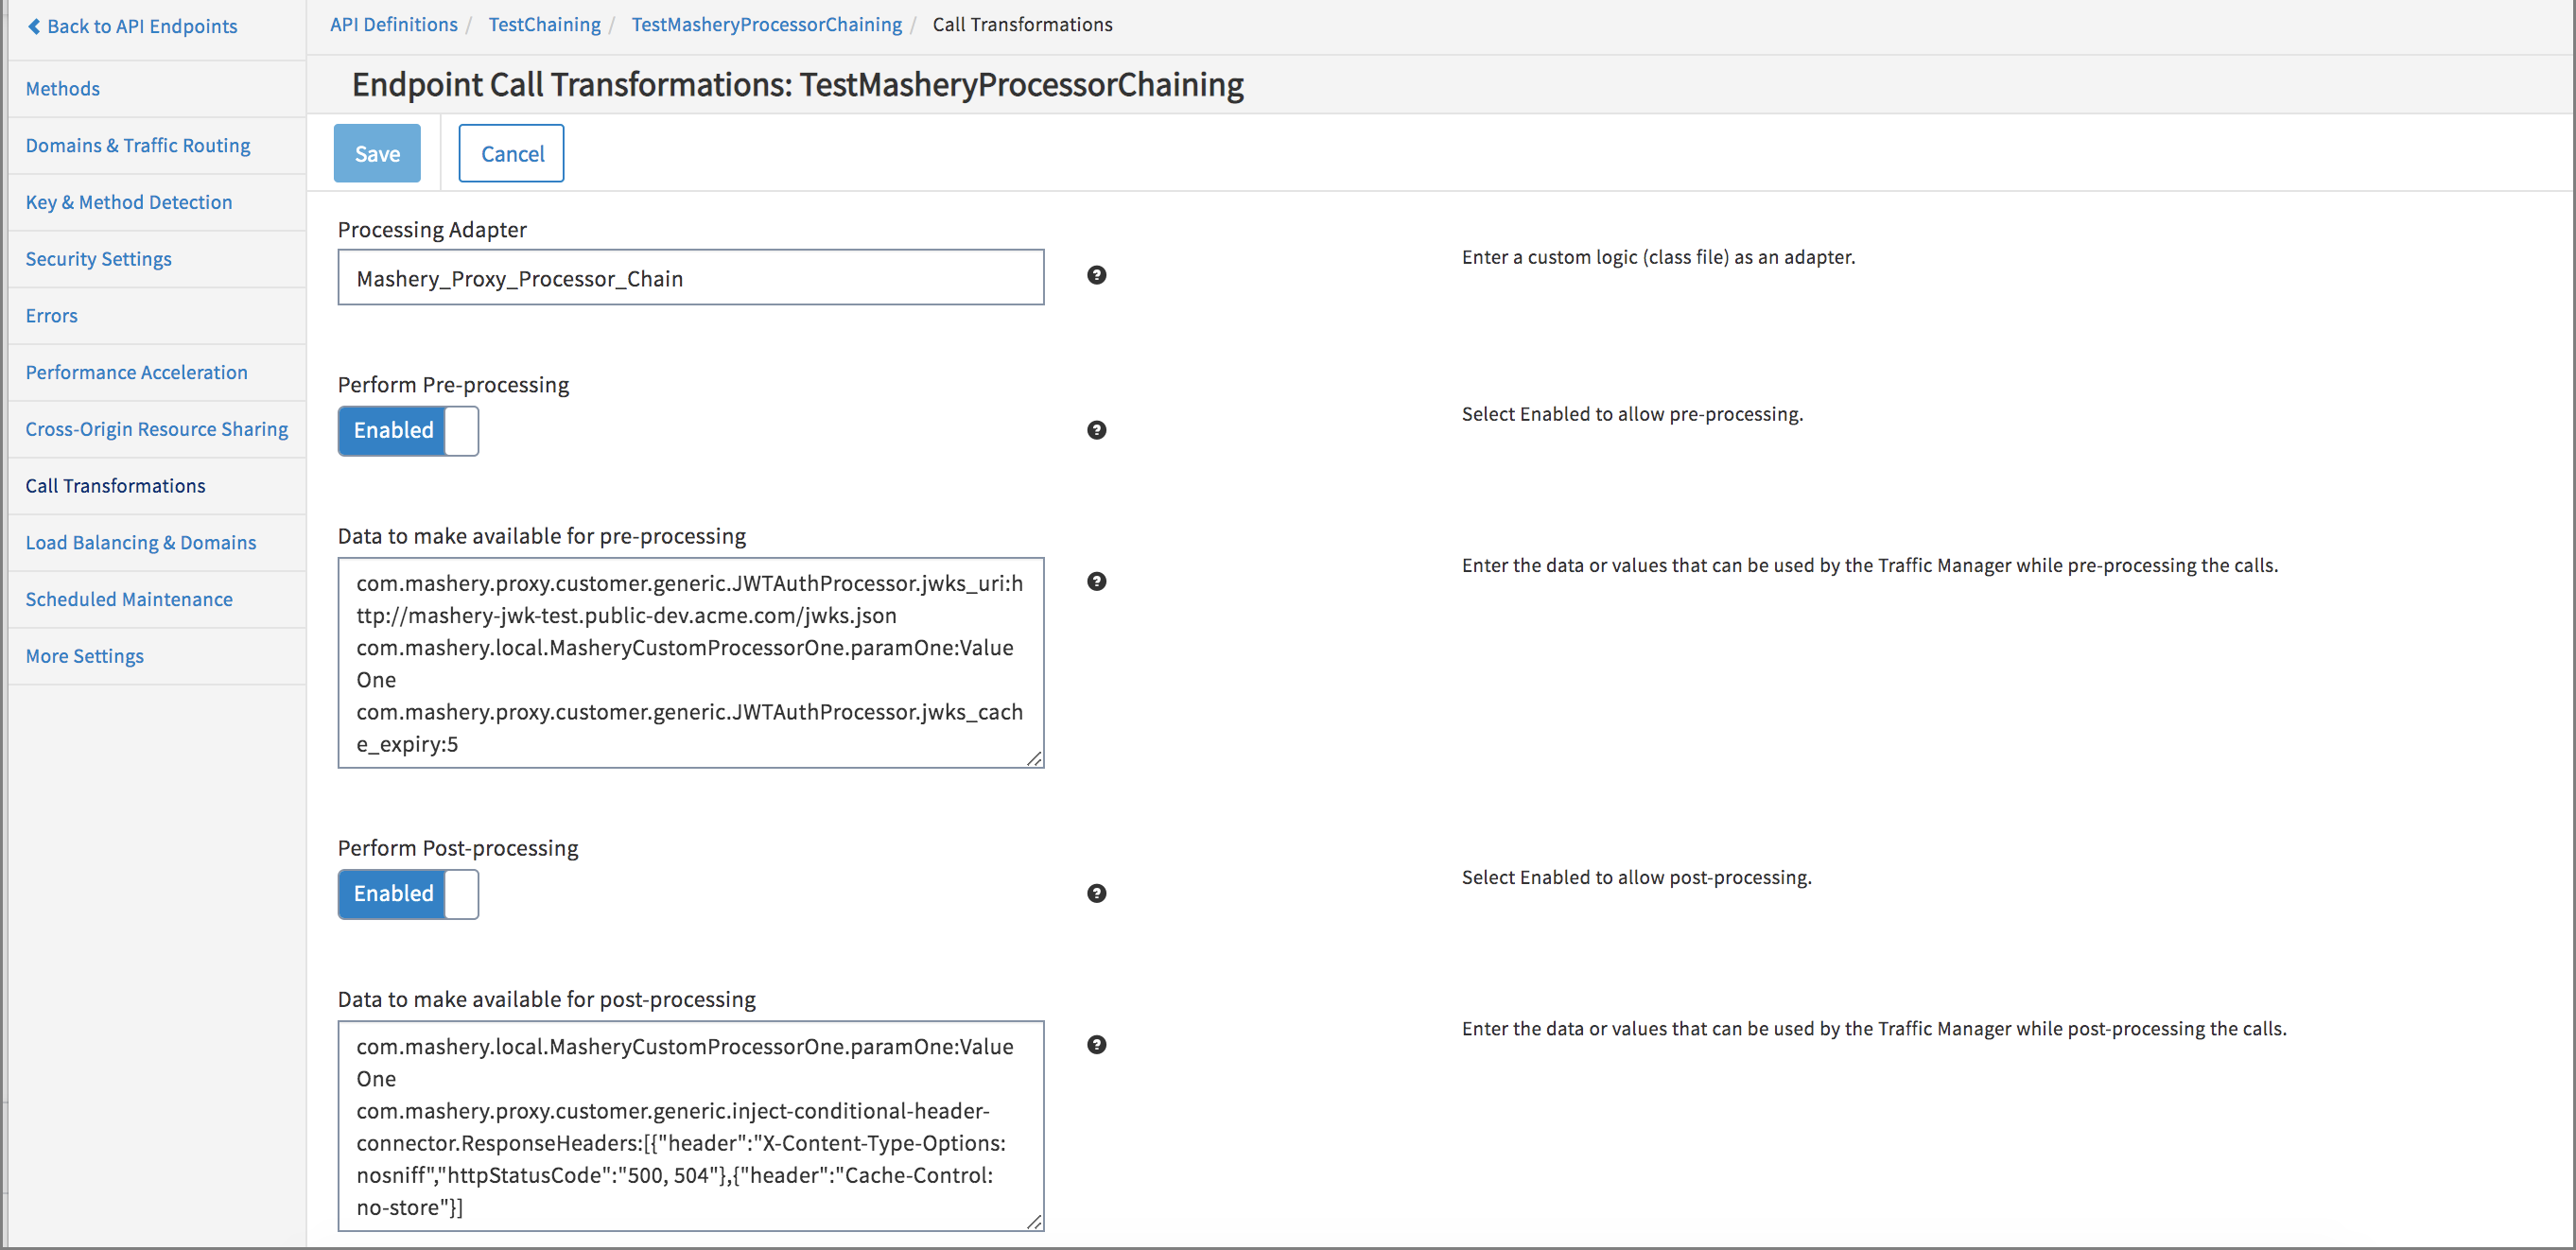 Back to API Endpoints
API Definitions / TestChaining / TestMasheryProcessorChaining / Call Transformations
Endpoint Call Transformations: TestMasheryProcessorChaining
Methods
Domains & Traffic Routing
Key & Method Detection
Security Settings
Errors
Performance Acceleration
Cross-Origin Resource Sharing
Call Transformations
Load Balancing & Domains
Scheduled Maintenance
More Settings
Save
Cancel
Processing Adapter
Mashery_Proxy_Processor_Chain
?
Enter a custom logic (class file) as an adapter.
Perform Pre-processing
Enabled
?
Select Enabled to allow pre-processing.
Data to make available for pre-processing
com.mashery.proxy.customer.generic.JWTAuthProcessor.jwks_uri:h
ttp://mashery-jwk-test.public-dev.acme.com/jwks.json
com.mashery.local.MasheryCustomProcessorOne.paramOne:Value
One
com.mashery.proxy.customer.generic.JWTAuthProcessor.jwks_cach
e_expiry:5
?
Enter the data or values that can be used by the Traffic Manager while pre-processing the calls.
Perform Post-processing
Enabled
?
Select Enabled to allow post-processing.
Data to make available for post-processing
com.mashery.local.MasheryCustomProcessorOne.paramOne:Value
One
com.mashery.proxy.customer.generic.inject-conditional-header-
connector.ResponseHeaders:[{"header":"X-Content-Type-Options:
nosniff","httpStatusCode":"500, 504"},{"header":"Cache-Control:
no-store"}]
?
Enter the data or values that can be used by the Traffic Manager while post-processing the calls.